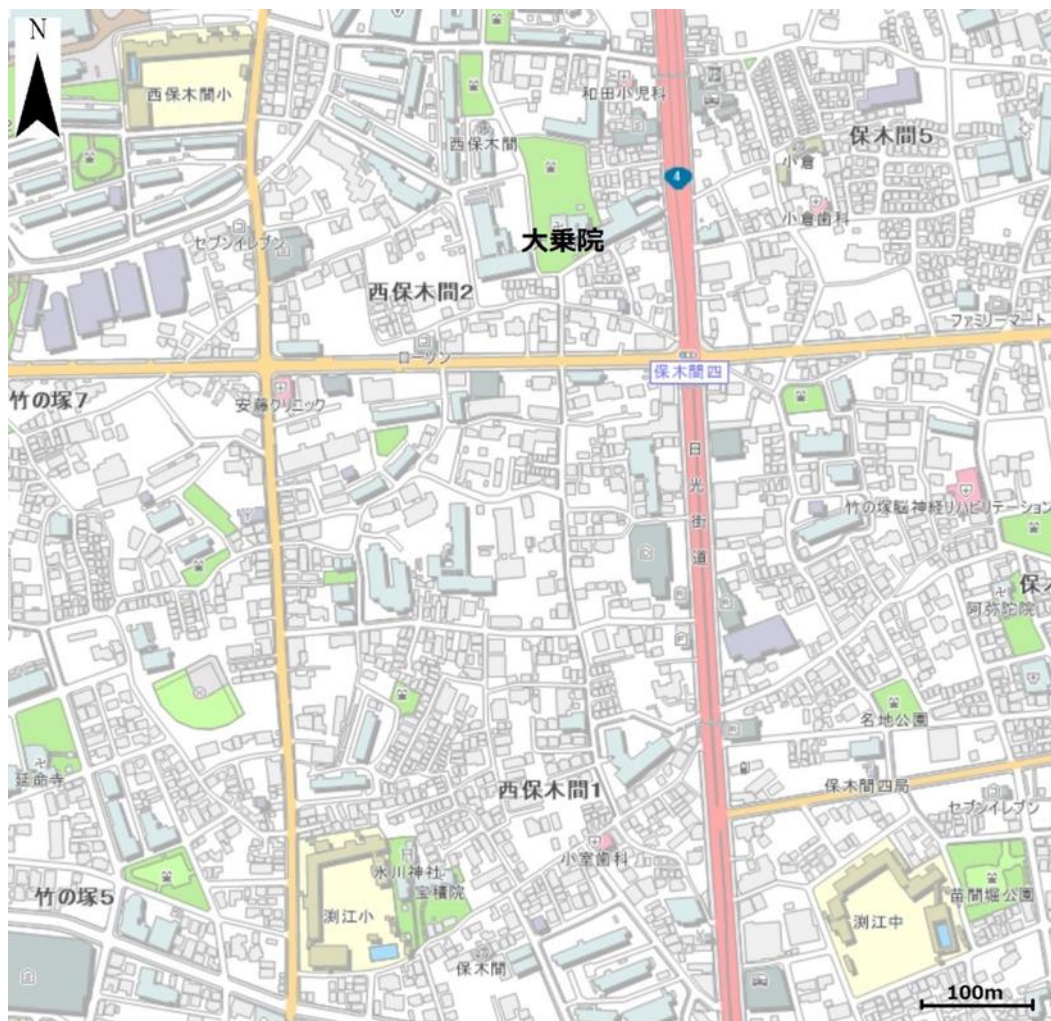 N
西保木間小
和田小児科
西保木間
保木間5
小倉
4
小倉歯科
セブンイレブン
大乗院
西保木間2
ファミリーマート
ローソン
保木間四
竹の塚7
安藤クリニック
日光街道
竹の塚脳神経リハビリテーション
保木
阿弥陀院
名地公園
延命寺
西保木間1
保木間四局
セブンイレブン
小室歯科
氷川神社
宝積院
竹の塚5
渕江小
渕江中
苗間堀公園
保木間
100m